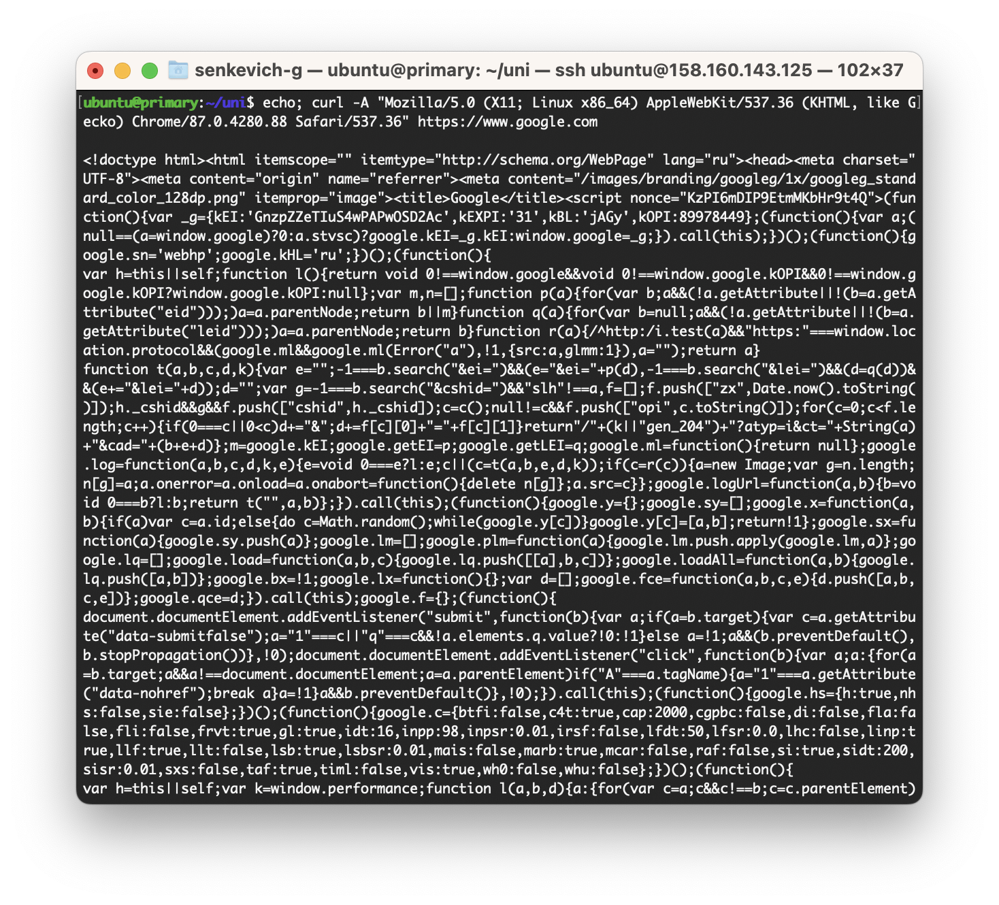 senkevich-g — ubuntu@primary: ~/uni — ssh ubuntu@158.160.143.125 — 102×37
[ubuntu@primary:~/uni$ echo; curl -A "Mozilla/5.0 (X11; Linux x86_64) AppleWebKit/537.36 (KHTML, like G]
ecko) Chrome/87.0.4280.88 Safari/537.36" https://www.google.com
<!doctype html><html itemscope="" itemtype="http://schema.org/WebPage" lang="ru"><head><meta charset="
UTF-8"><meta content="origin" name="referrer"><meta content="/images/branding/googleg/1x/googleg_stand
ard_color_128dp.png" itemprop="image"><title>Google</title><script nonce="KzPI6mDIP9EtmMKbHr9t4Q">(fun
ction(){var _g={kEI:'GnzpZZeTIuS4wPAPwOSD2Ac',kEXPI:'31',kBL:'jAGy',kOPI:89978449};(function(){var a;(
null==(a=window.google)?0:a.stvsc)?google.kEI=_g.kEI:window.google=_g;}).call(this);})();(function(){g
oogle.sn='webhp';google.kHL='ru';})();(function(){
var h=this||self;function l(){return void 0!==window.google&&void 0!==window.google.kOPI&&0!==window.g
oogle.kOPI?window.google.kOPI:null};var m,n=[];function p(a){for(var b;a&&(!a.getAttribute||!(b=a.getA
ttribute("eid")));)a=a.parentNode;return b||m}function q(a){for(var b=null;a&&(!a.getAttribute||!(b=a.
getAttribute("leid")));)a=a.parentNode;return b}function r(a){/^http:/i.test(a)&&"https:"===window.loc
ation.protocol&&(google.ml&&google.ml(Error("a"),!1,{src:a,glmm:1}),a="");return a}
function t(a,b,c,d,k){var e="";-1===b.search("&ei=")&&(e="&ei="+p(d),-1===b.search("&lei=")&&(d=q(d))&
&(e+="&lei="+d));d="";var g=-1===b.search("&cshid=")&&"slh"!==a,f=[];f.push(["zx",Date.now().toString(
)]);h._cshid&&g&&f.push(["cshid",h._cshid]);c=c();null!=c&&f.push(["opi",c.toString()]);for(c=0;c<f.le
ngth;c++){if(0===c||0<c)d+="&";d+=f[c][0]+"="+f[c][1]}return"/"+(k||"gen_204")+"?atyp=i&ct="+String(a)
+"&cad="+(b+e+d)};m=google.kEI;google.getEI=p;google.getLEI=q;google.ml=function(){return null};google
.log=function(a,b,c,d,k,e){e=void 0===e?l:e;c||(c=t(a,b,e,d,k));if(c=r(c)){a=new Image;var g=n.length;
n[g]=a;a.onerror=a.onload=a.onabort=function(){delete n[g]};a.src=c}};google.logUrl=function(a,b){b=vo
id 0===b?l:b;return t("",a,b)};}).call(this);(function(){google.y={};google.sy=[];google.x=function(a,
b){if(a)var c=a.id;else{do c=Math.random();while(google.y[c])}google.y[c]=[a,b];return!1};google.sx=fu
nction(a){google.sy.push(a)};google.lm=[];google.plm=function(a){google.lm.push.apply(google.lm,a)};go
ogle.lq=[];google.load=function(a,b,c){google.lq.push([[a],b,c])};google.loadAll=function(a,b){google.
lq.push([a,b])};google.bx=!1;google.lx=function(){};var d=[];google.fce=function(a,b,c,e){d.push([a,b,
c,e])};google.qce=d;}).call(this);google.f={};(function(){
document.documentElement.addEventListener("submit",function(b){var a;if(a=b.target){var c=a.getAttribu
te("data-submitfalse");a="1"===c||"q"===c&&!a.elements.q.value?!0:!1}else a=!1;a&&(b.preventDefault(),
b.stopPropagation())},!0);document.documentElement.addEventListener("click",function(b){var a;a:{for(a
=b.target;a&&a!==document.documentElement;a=a.parentElement)if("A"===a.tagName){a="1"===a.getAttribute
("data-nohref");break a}a=!1}a&&b.preventDefault()},!0);}).call(this);(function(){google.hs={h:true,nh
s:false,sie:false};})();(function(){google.c={btfi:false,c4t:true,cap:2000,cgpbc:false,di:false,fla:fa
lse,fli:false,frvt:true,gl:true,idt:16,inpp:98,inpsr:0.01,irsf:false,lfdt:50,lfsr:0.0,lhc:false,linp:t
rue,llf:true,llt:false,lsb:true,lsbsr:0.01,mais:false,marb:true,mcar:false,raf:false,si:true,sidt:200,
sisr:0.01,sxs:false,taf:true,timl:false,vis:true,wh0:false,whu:false};})();(function(){
var h=this||self;var k=window.performance;function l(a,b,d){a:{for(var c=a;c&&c!==b;c=c.parentElement)